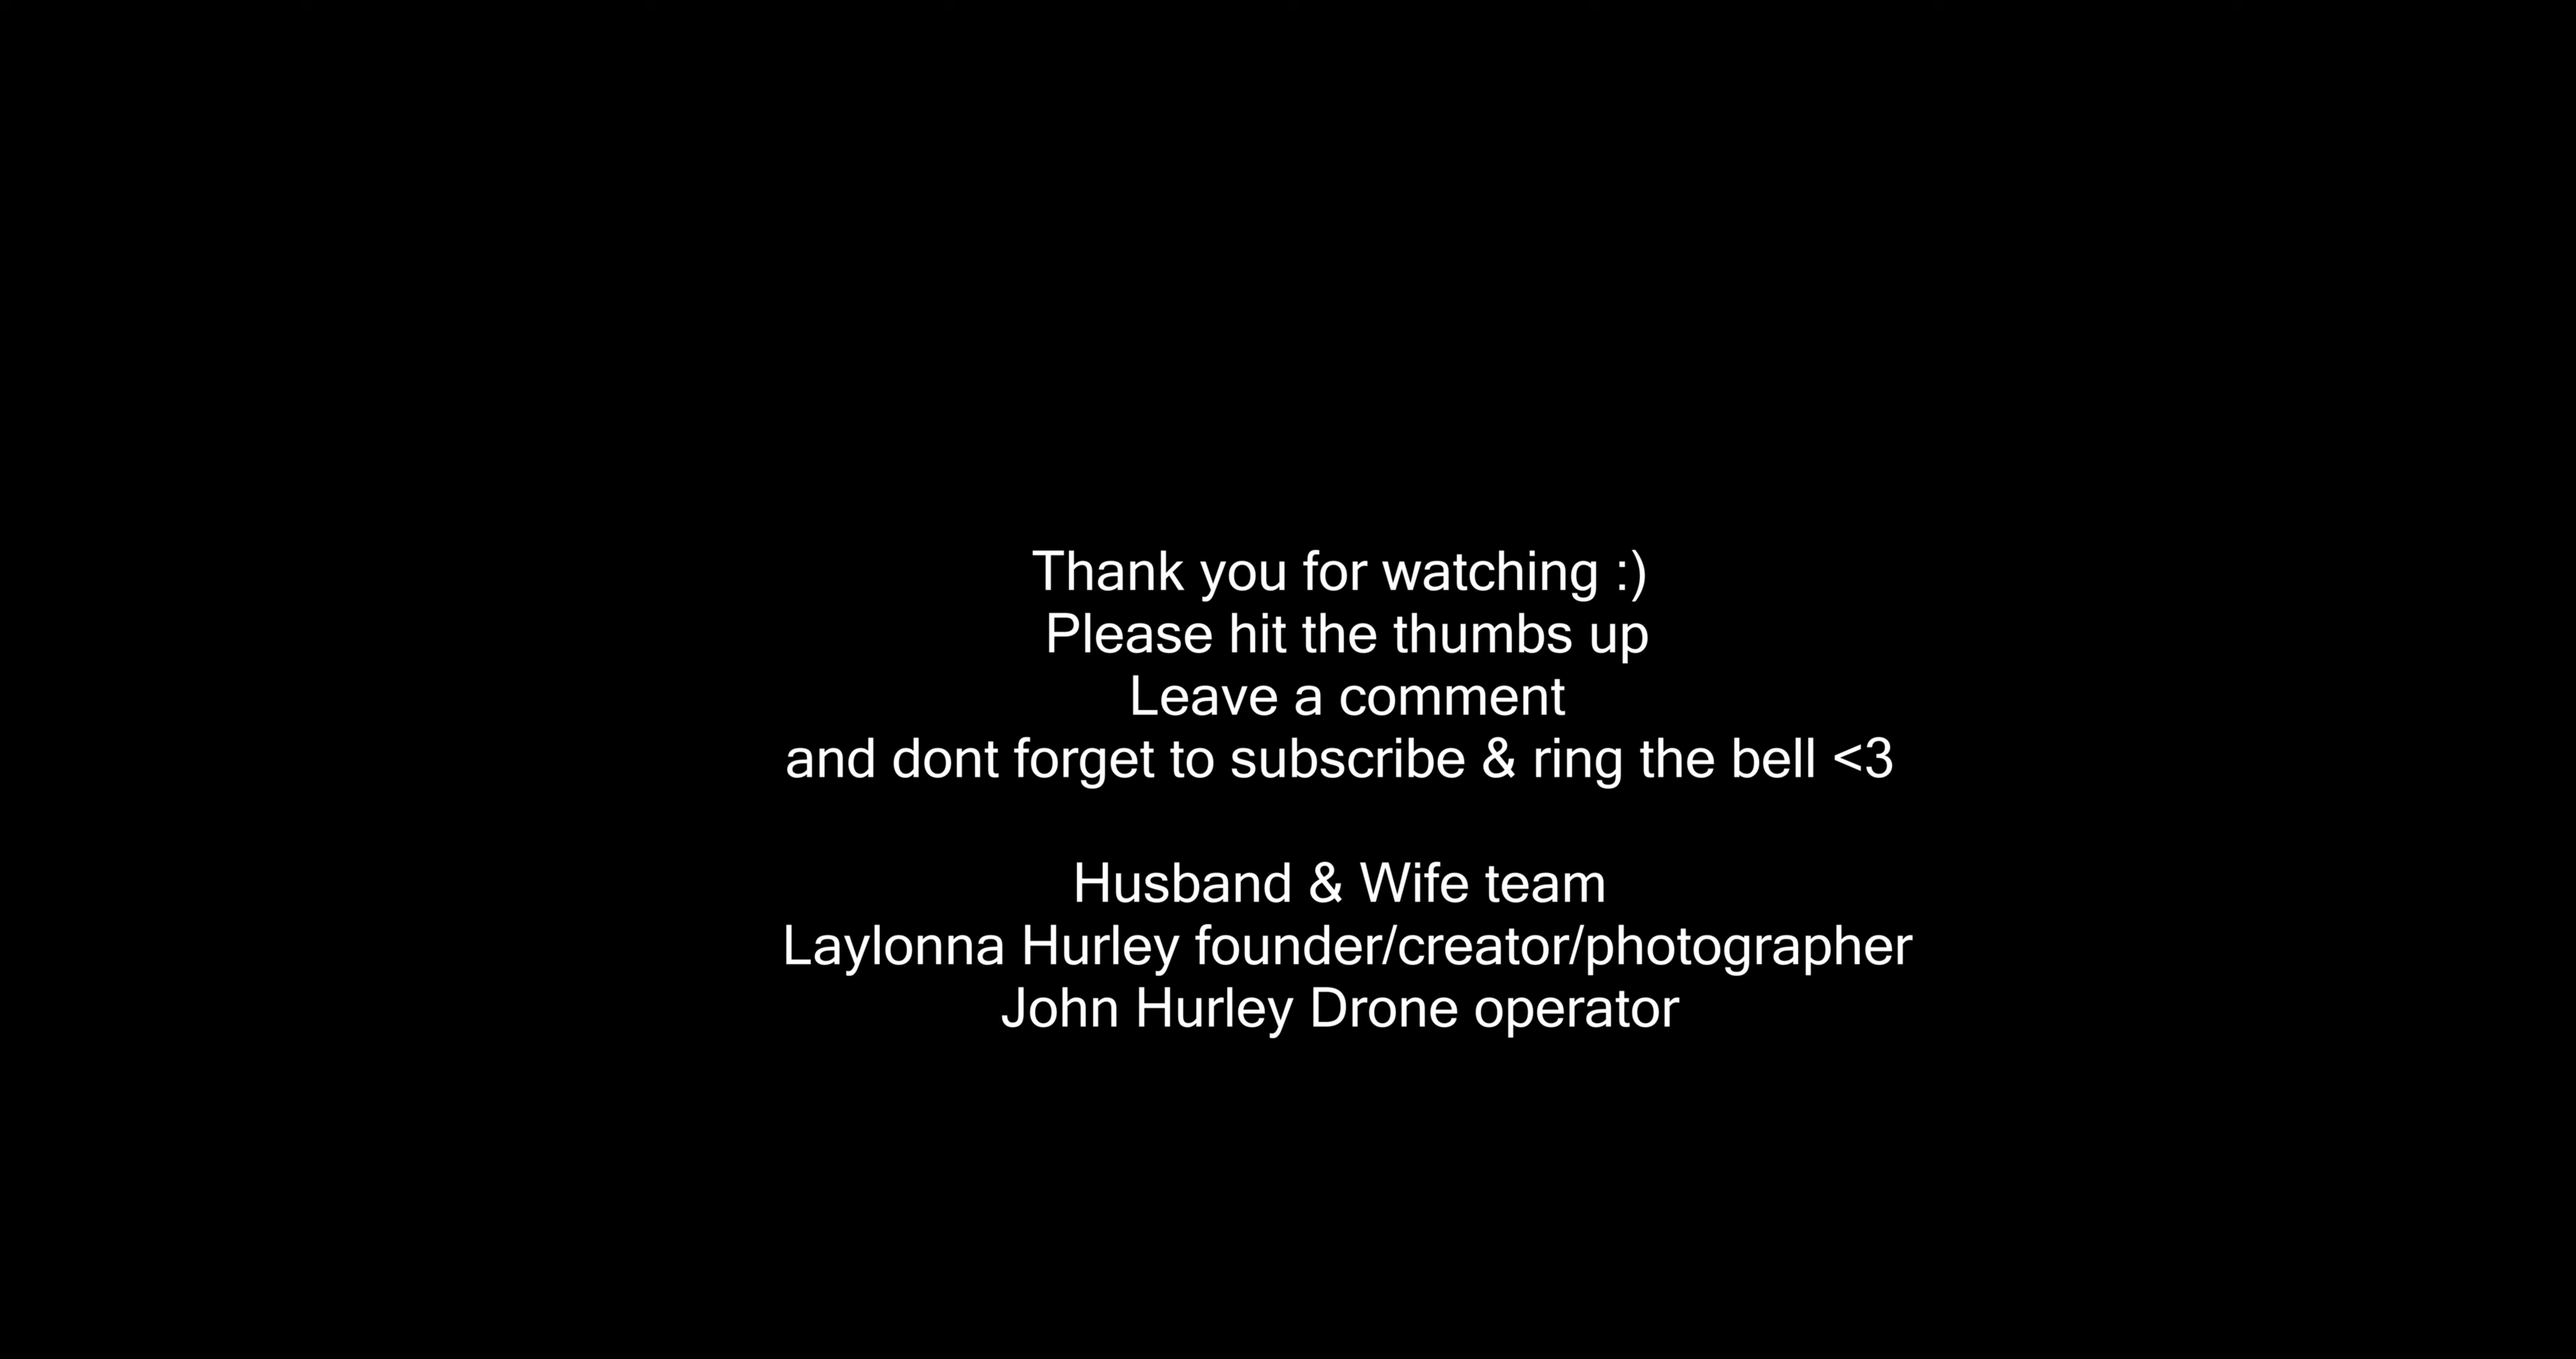 Thank you for watching :)
Please hit the thumbs up
Leave a comment
and dont forget to subscribe & ring the bell <3
Husband & Wife team
Laylonna Hurley founder/creator/photographer
John Hurley Drone operator